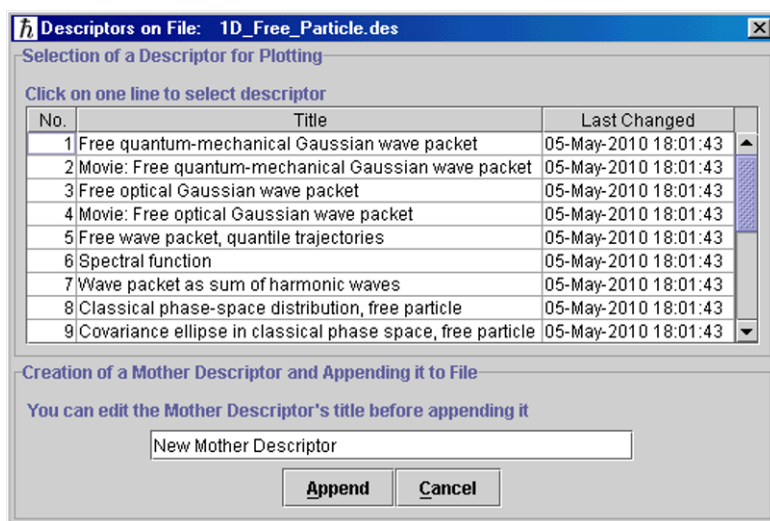 ħ Descriptors on File: 1D_Free_Particle.des
Selection of a Descriptor for Plotting
Click on one line to select descriptor
No. Title Last Changed
1 Free quantum-mechanical Gaussian wave packet 05-May-2010 18:01:43
2 Movie: Free quantum-mechanical Gaussian wave packet 05-May-2010 18:01:43
3 Free optical Gaussian wave packet 05-May-2010 18:01:43
4 Movie: Free optical Gaussian wave packet 05-May-2010 18:01:43
5 Free wave packet, quantile trajectories 05-May-2010 18:01:43
6 Spectral function 05-May-2010 18:01:43
7 Wave packet as sum of harmonic waves 05-May-2010 18:01:43
8 Classical phase-space distribution, free particle 05-May-2010 18:01:43
9 Covariance ellipse in classical phase space, free particle 05-May-2010 18:01:43
Creation of a Mother Descriptor and Appending it to File
You can edit the Mother Descriptor's title before appending it
New Mother Descriptor
Append Cancel